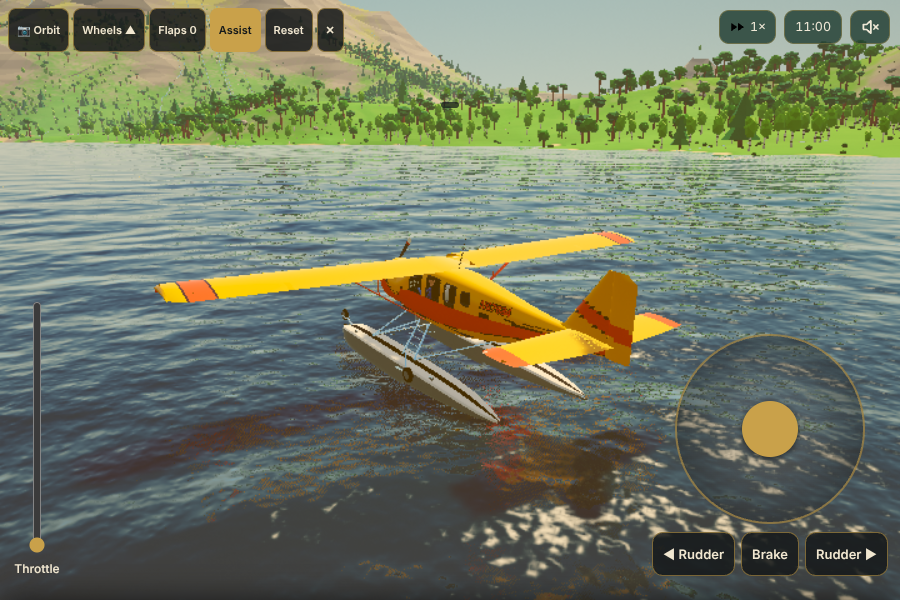 Orbit
Wheels ▲
Flaps 0
Assist
Reset
×
1×
11:00
Throttle
◀ Rudder
Brake
Rudder ▶